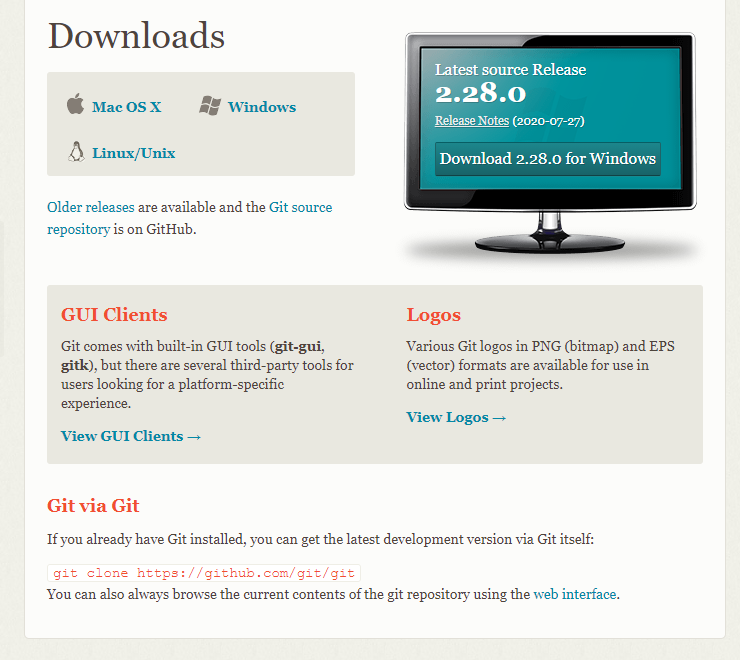 Downloads
Mac OS X
Windows
Linux/Unix
Older releases are available and the Git source
repository is on GitHub.
Latest source Release
2.28.0
Release Notes (2020-07-27)
Download 2.28.0 for Windows
GUI Clients
Git comes with built-in GUI tools (git-gui,
gitk), but there are several third-party tools for
users looking for a platform-specific
experience.
View GUI Clients →
Logos
Various Git logos in PNG (bitmap) and EPS
(vector) formats are available for use in
online and print projects.
View Logos →
Git via Git
If you already have Git installed, you can get the latest development version via Git itself:
git clone https://github.com/git/git
You can also always browse the current contents of the git repository using the web interface.